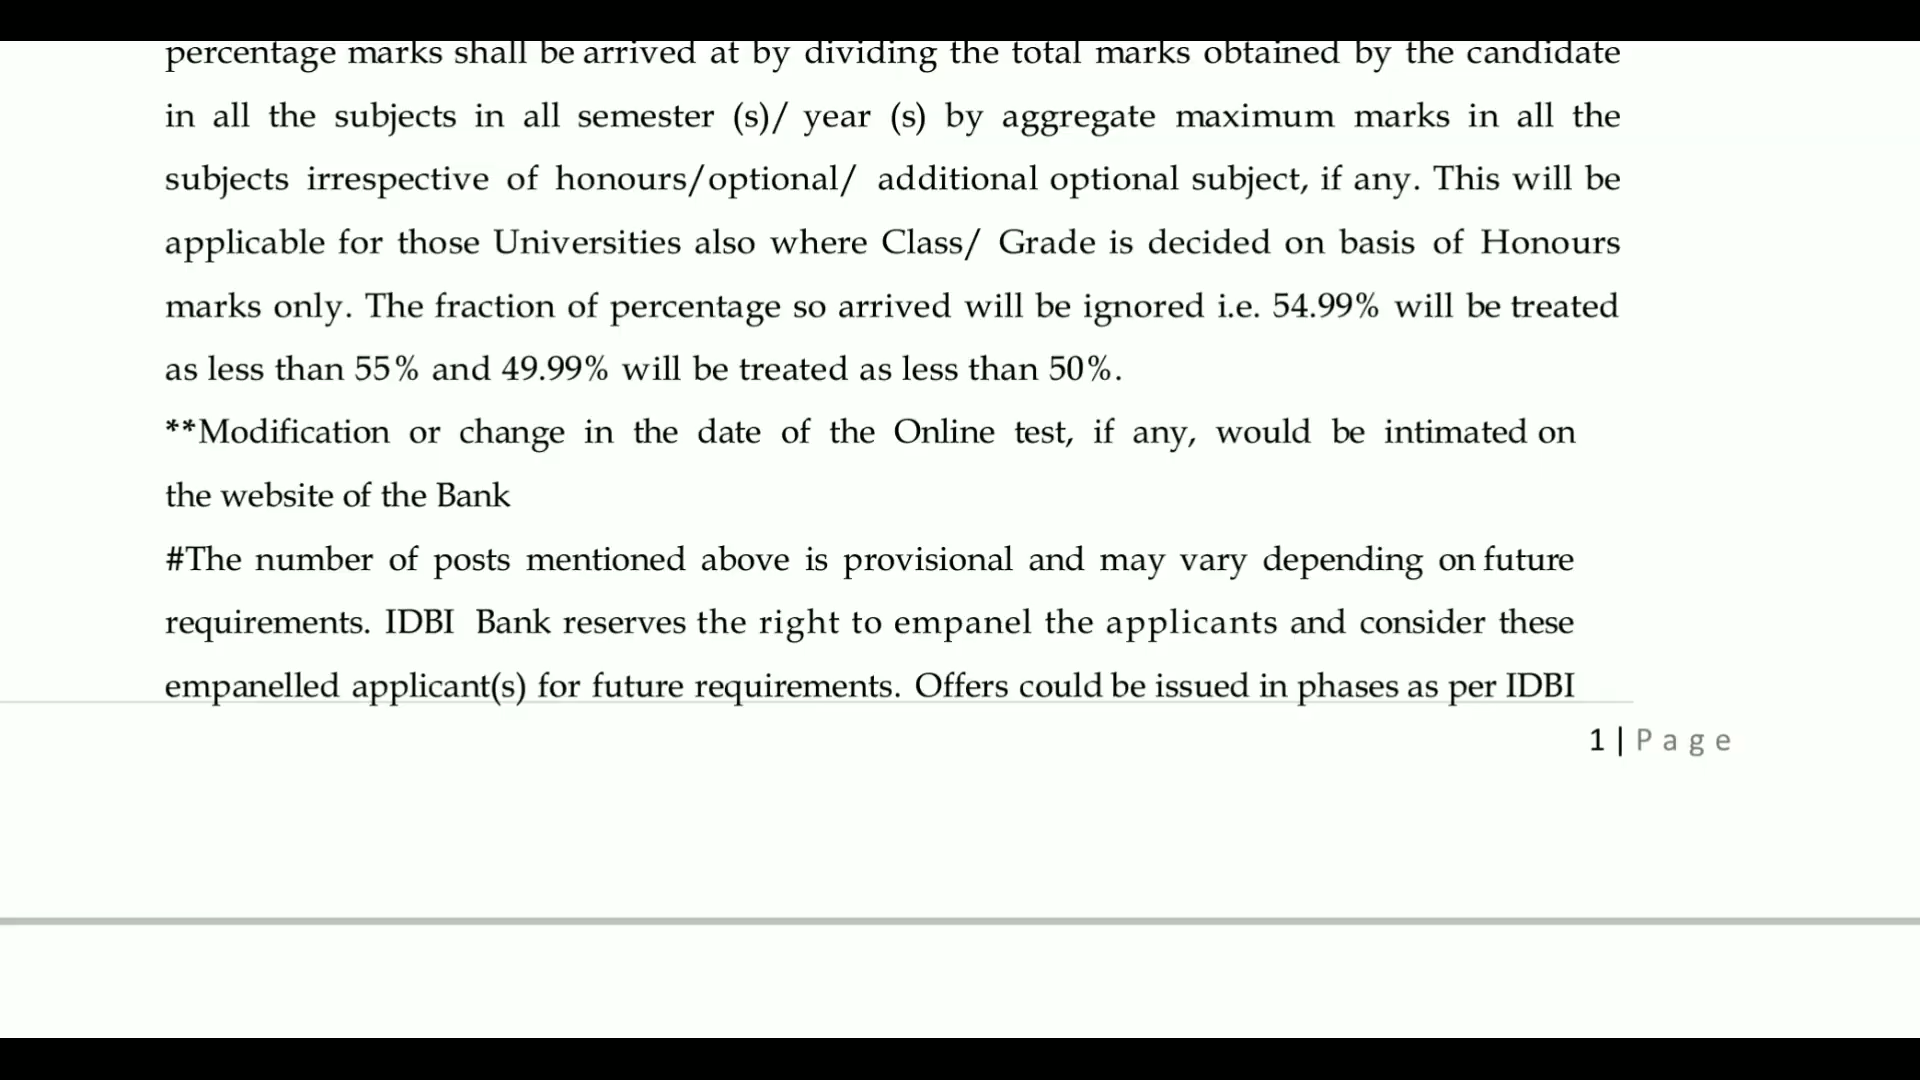 percentage marks shall be arrived at by dividing the total marks obtained by the candidate
in all the subjects in all semester (s)/ year (s) by aggregate maximum marks in all the
subjects irrespective of honours/optional/ additional optional subject, if any. This will be
applicable for those Universities also where Class/ Grade is decided on basis of Honours
marks only. The fraction of percentage so arrived will be ignored i.e. 54.99% will be treated
as less than 55% and 49.99% will be treated as less than 50%.
**Modification or change in the date of the Online test, if any, would be intimated on
the website of the Bank
#The number of posts mentioned above is provisional and may vary depending on future
requirements. IDBI Bank reserves the right to empanel the applicants and consider these
empanelled applicant(s) for future requirements. Offers could be issued in phases as per IDBI
1 | P a g e